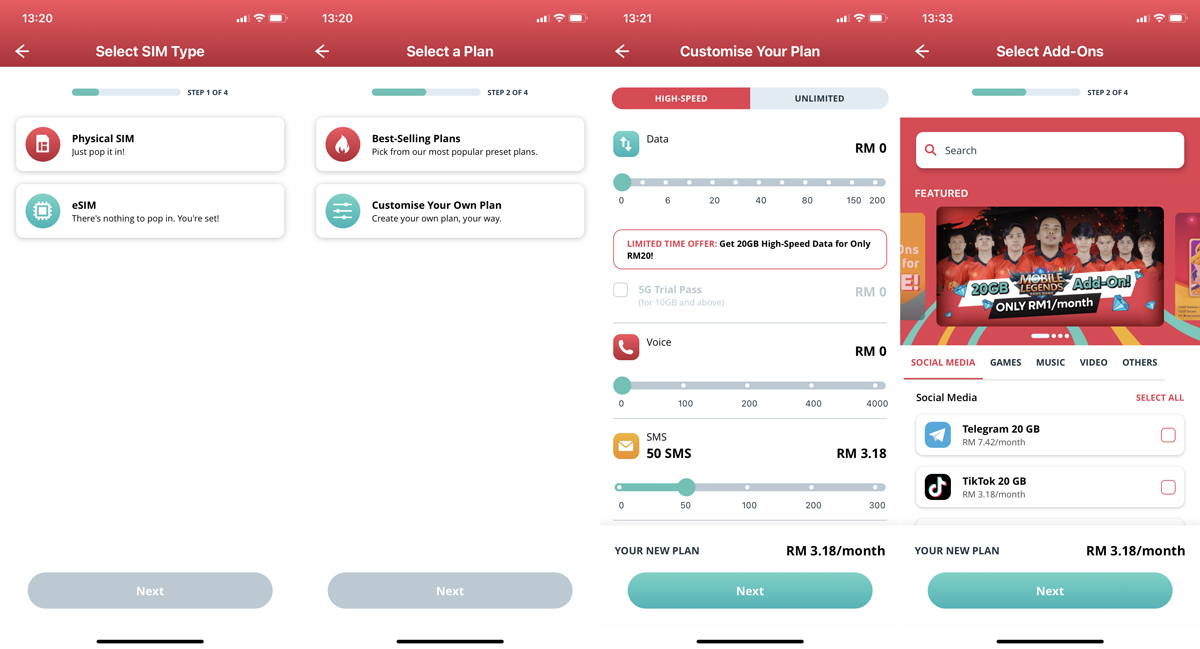 13:20
Select SIM Type
STEP 1 OF 4
Physical SIM
Just pop it in!
eSIM
There's nothing to pop in. You're set!
Next
13:20
Select a Plan
STEP 2 OF 4
Best-Selling Plans
Pick from our most popular preset plans.
Customise Your Own Plan
Create your own plan, your way.
Next
13:21
Customise Your Plan
HIGH-SPEED UNLIMITED
Data
RM 0
0 6 20 40 80 150 200
LIMITED TIME OFFER: Get 20GB High-Speed Data for Only
RM20!
5G Trial Pass RM 0
(for 10GB and above)
Voice
RM 0
0 100 200 400 4000
SMS
50 SMS RM 3.18
0 50 100 200 300
YOUR NEW PLAN RM 3.18/month
Next
13:33
Select Add-Ons
STEP 2 OF 4
Search
FEATURED
ns
for
E!
20GB MOBILE LEGENDS Add-On!
ONLY RM1/month
SOCIAL MEDIA GAMES MUSIC VIDEO OTHERS
Social Media SELECT ALL
Telegram 20 GB
RM 7.42/month
TikTok 20 GB
RM 3.18/month
YOUR NEW PLAN RM 3.18/month
Next